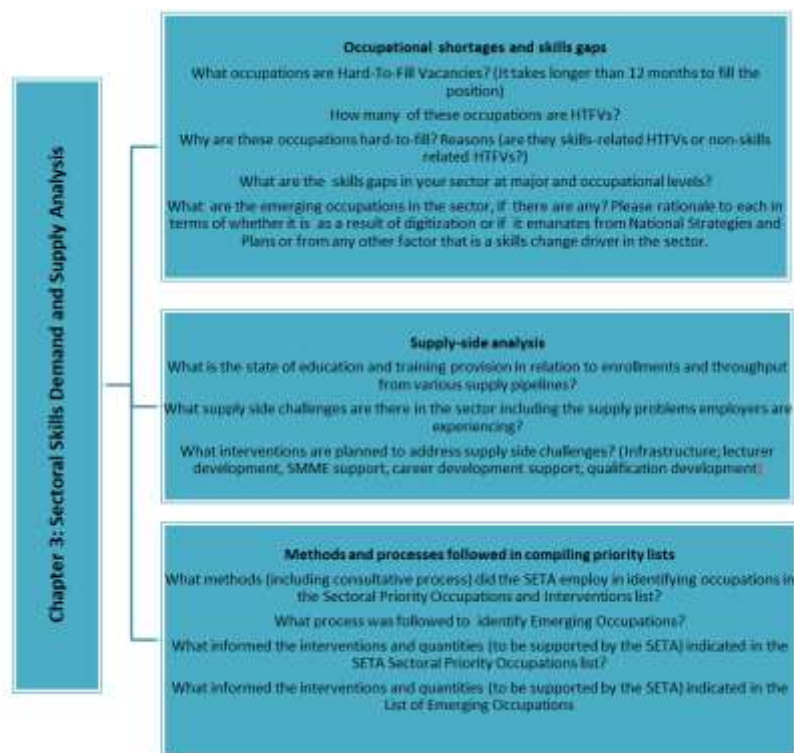 Chapter 3: Sectoral Skills Demand and Supply Analysis
Occupational shortages and skills gaps
What occupations are Hard-To-Fill Vacancies? (It takes longer than 12 months to fill the
position)
How many of these occupations are HTFVs?
Why are these occupations hard-to-fill? Reasons (are they skills-related HTFVs or non-skills
related HTFVs?)
What are the skills gaps in your sector at major and occupational levels?
What are the emerging occupations in the sector, if there are any? Please rationale to each in
terms of whether it is as a result of digitization or if it emanates from National Strategies and
Plans or from any other factor that is a skills change driver in the sector.
Supply-side analysis
What is the state of education and training provision in relation to enrollments and throughput
from various supply pipelines?
What supply side challenges are there in the sector including the supply problems employers are
experiencing?
What interventions are planned to address supply side challenges? (Infrastructure, lecturer
development, SMME support, career development support, qualification development)
Methods and processes followed in compiling priority lists
What methods (including consultative process) did the SETA employ in identifying occupations in
the Sectoral Priority Occupations and Interventions list?
What process was followed to identify Emerging Occupations?
What informed the interventions and quantities (to be supported by the SETA) indicated in the
SETA Sectoral Priority Occupations list?
What informed the interventions and quantities (to be supported by the SETA) indicated in the
List of Emerging Occupations